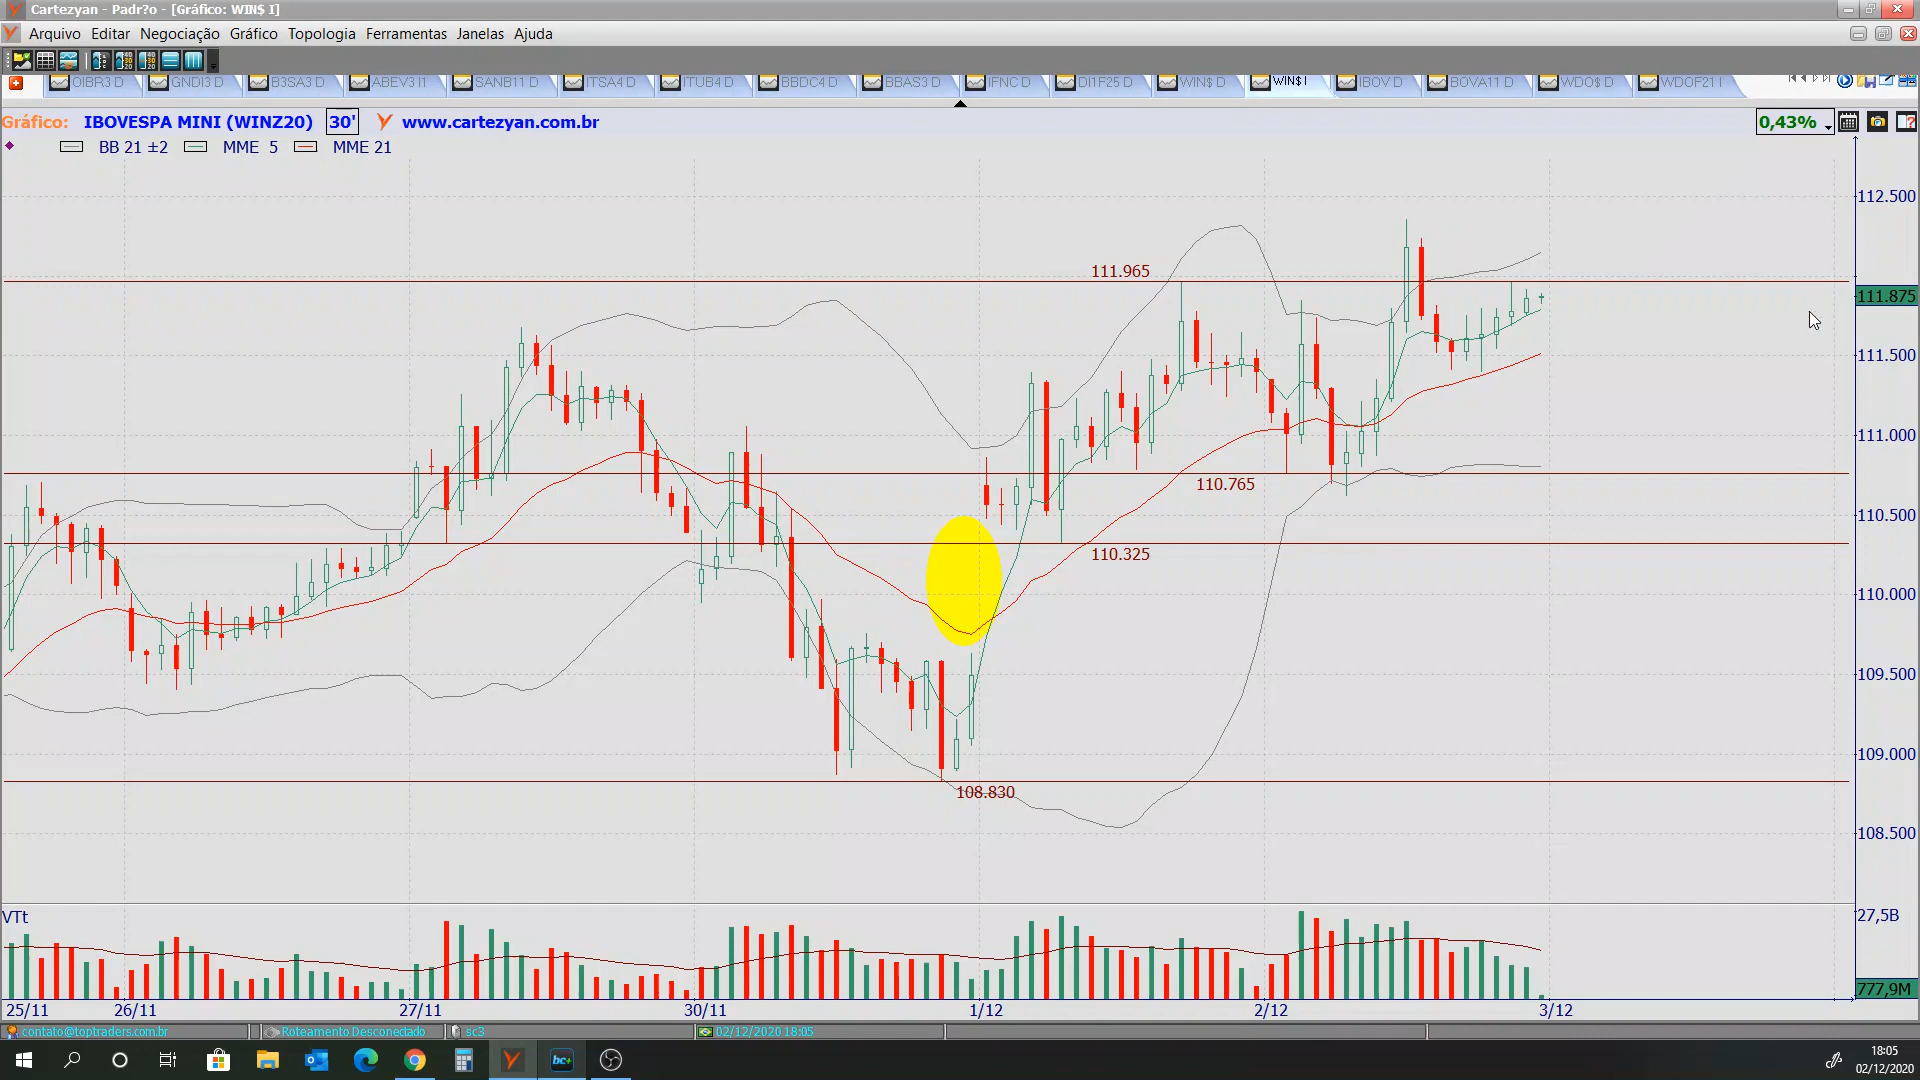 Cartezyan - Padr?o - [Gráfico: WIN$ I]
Arquivo Editar Negociação Gráfico Topologia Ferramentas Janelas Ajuda
OIBR3 D GNDI3 D B3SA3 D ABEV3 I1 SANB11 D ITSA4 D ITUB4 D BBDC4 D BBAS3 D IFNC D DI1F25 D WIN$ D WIN$ I IBOV D BOVA11 D WDO$ D WDOF21 I
Gráfico: IBOVESPA MINI (WINZ20) 30' www.cartezyan.com.br 0,43%
BB 21 ±2 MME 5 MME 21
112.500
111.965
111.875
111.500
111.000
110.765
110.500
110.325
110.000
109.500
109.000
108.830
108.500
VTt 27,5B
777,9M
25/11 26/11 27/11 30/11 1/12 2/12 3/12
contato@toptraders.com.br Roteamento Desconectado sc3 02/12/2020 18:05
bc+
18:05
02/12/2020